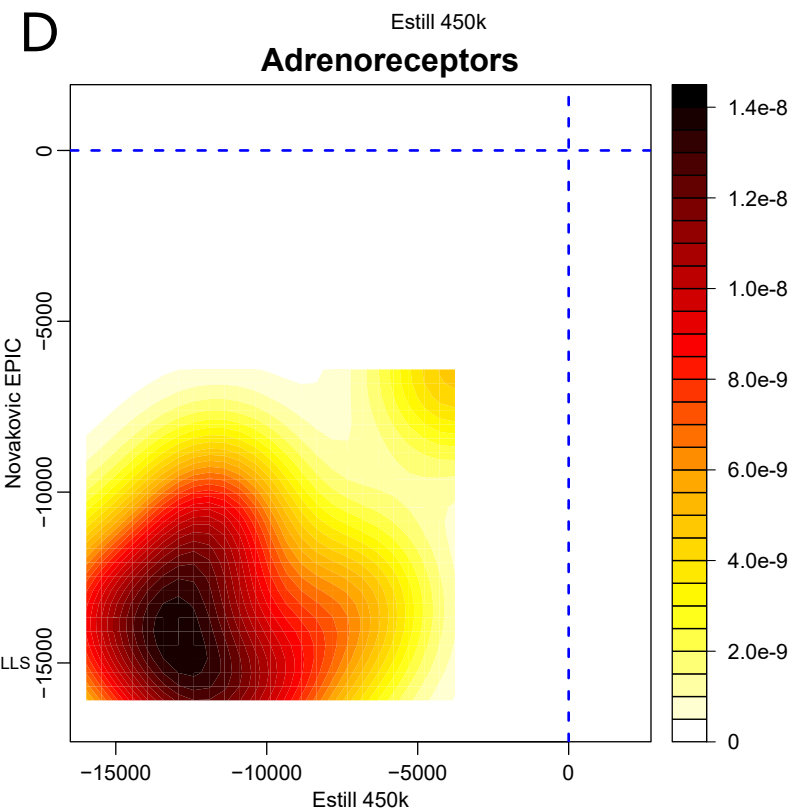 D
Estill 450k
Adrenoreceptors
Novakovic EPIC
0
−5000
−10000
−15000
LLS
−15000
−10000
−5000
0
Estill 450k
1.4e-8
1.2e-8
1.0e-8
8.0e-9
6.0e-9
4.0e-9
2.0e-9
0